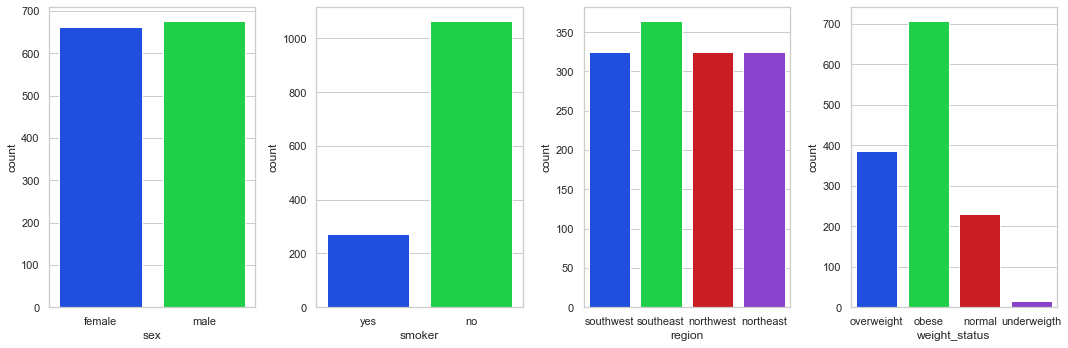 700
600
500
400
300
200
100
0
count
female male
sex
1000
800
600
400
200
0
count
yes no
smoker
350
300
250
200
150
100
50
0
count
southwest southeast northwest northeast
region
700
600
500
400
300
200
100
0
count
overweight obese normal underweigth
weight_status